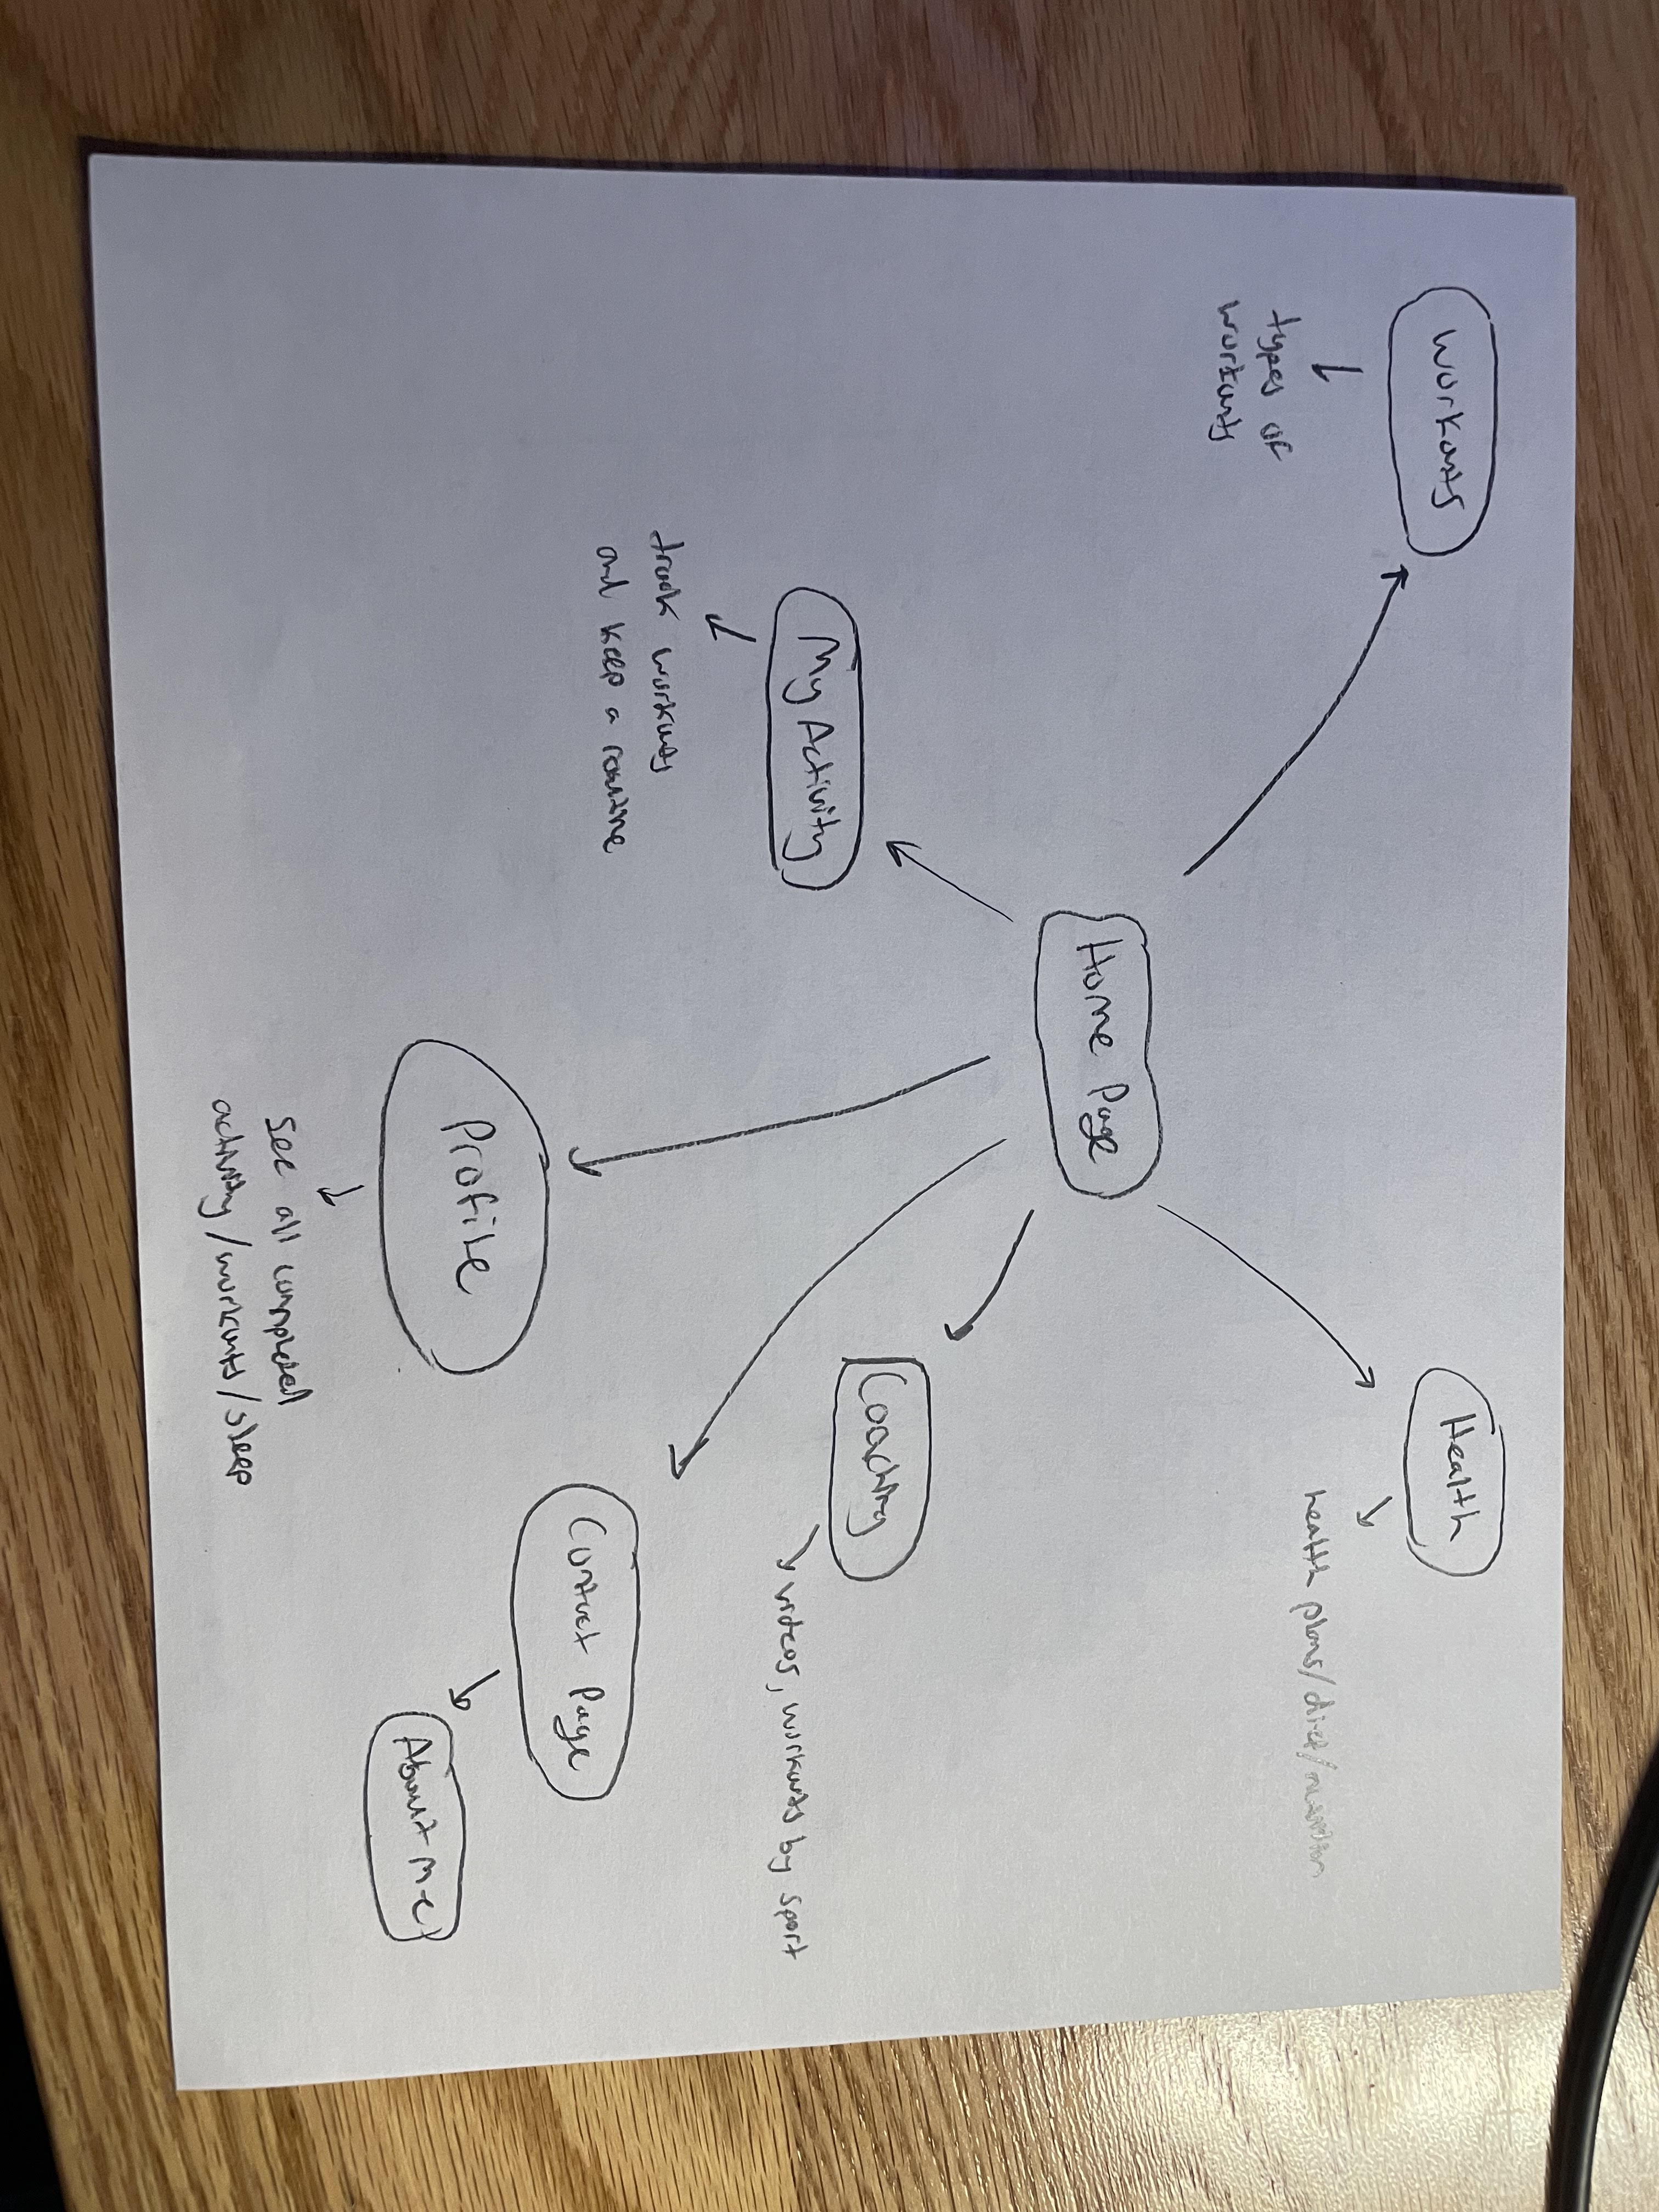 Workouts
types of
workouts
Health
health plans/diet/nutrition
Home Page
My Activity
track workouts
and keep a routine
Coaching
videos, workouts by sport
Profile
See all completed
activity/workouts/sleep
Contact Page
About Me